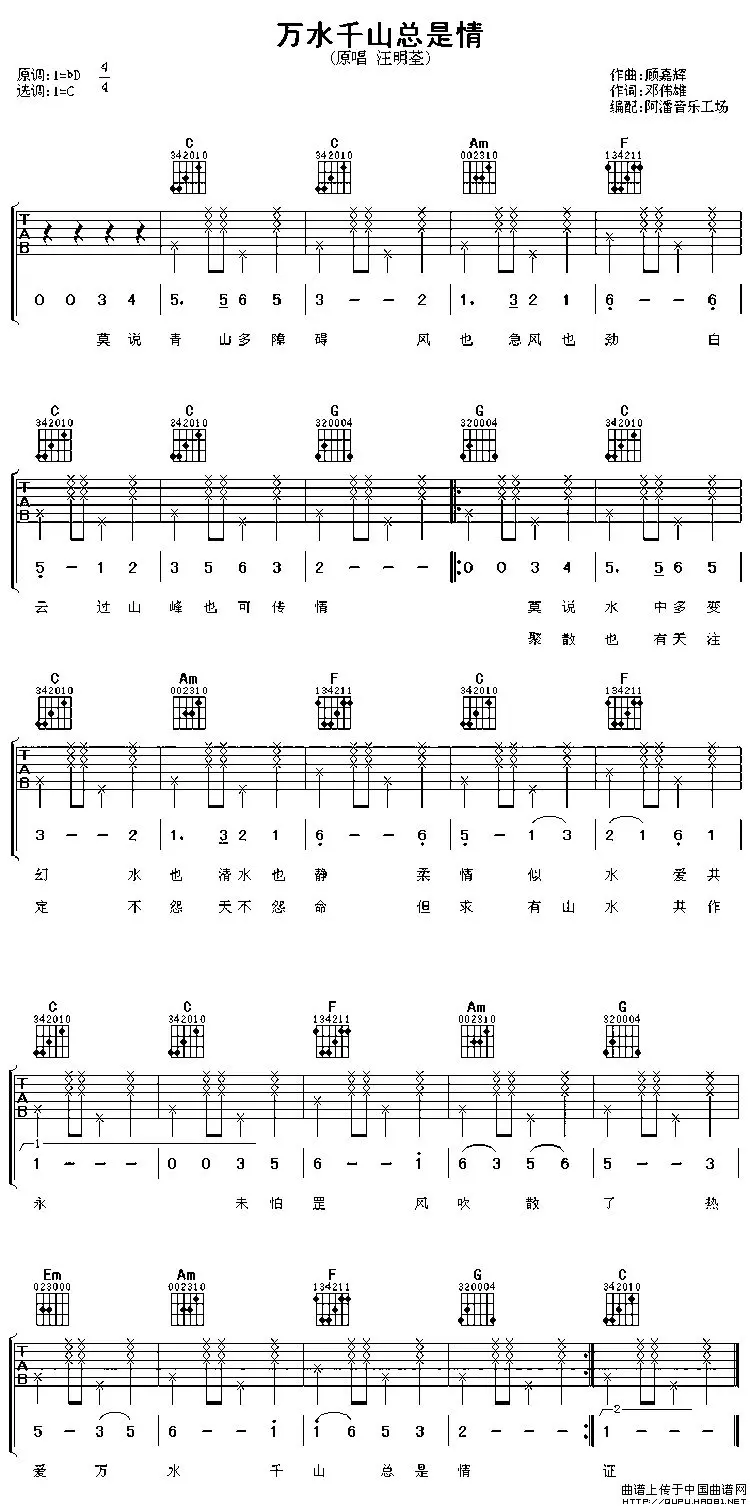 万水千山总是情
(原唱 汪明荃)
原调:1=bD 4/4
选调:1=C
作曲:顾嘉辉
作词:邓伟雄
编配:阿潘音乐工场
C C Am F
342010 342010 002310 134211
TAB
0 0 3 4 5. 5 6 5 3 - - 2 1. 3 2 1 6 - - 6
莫 说 青 山 多 障 碍 风 也 急 风 也 劲 白
C C G G C
342010 342010 320004 320004 342010
TAB
5 - 1 2 3 5 6 3 2 - - - 0 0 3 4 5. 5 6 5
云 过 山 峰 也 可 传 情 莫 说 水 中 多 变
聚 散 也 有 天 注
C Am F C F
342010 002310 134211 342010 134211
TAB
3 - - 2 1. 3 2 1 6 - - 6 5 - 1 3 2 1 6 1
幻 水 也 清 水 也 静 柔 情 似 水 爱 共
定 不 怨 天 不 怨 命 但 求 有 山 水 共 作
C C F Am G
342010 342010 134211 002310 320004
TAB
1
1 - - - 0 0 3 5 6 - - 1 6 3 5 6 5 - - 3
永 未 怕 罡 风 吹 散 了 热
Em Am F G C
023000 002310 134211 320004 342010
TAB
2
5 - 3 5 6 - - 1 1 6 5 3 2 - - - 1 - - -
爱 万 水 千 山 总 是 情 证
曲谱上传于中国曲谱网
HTTP://QUPU.HAO81.NET